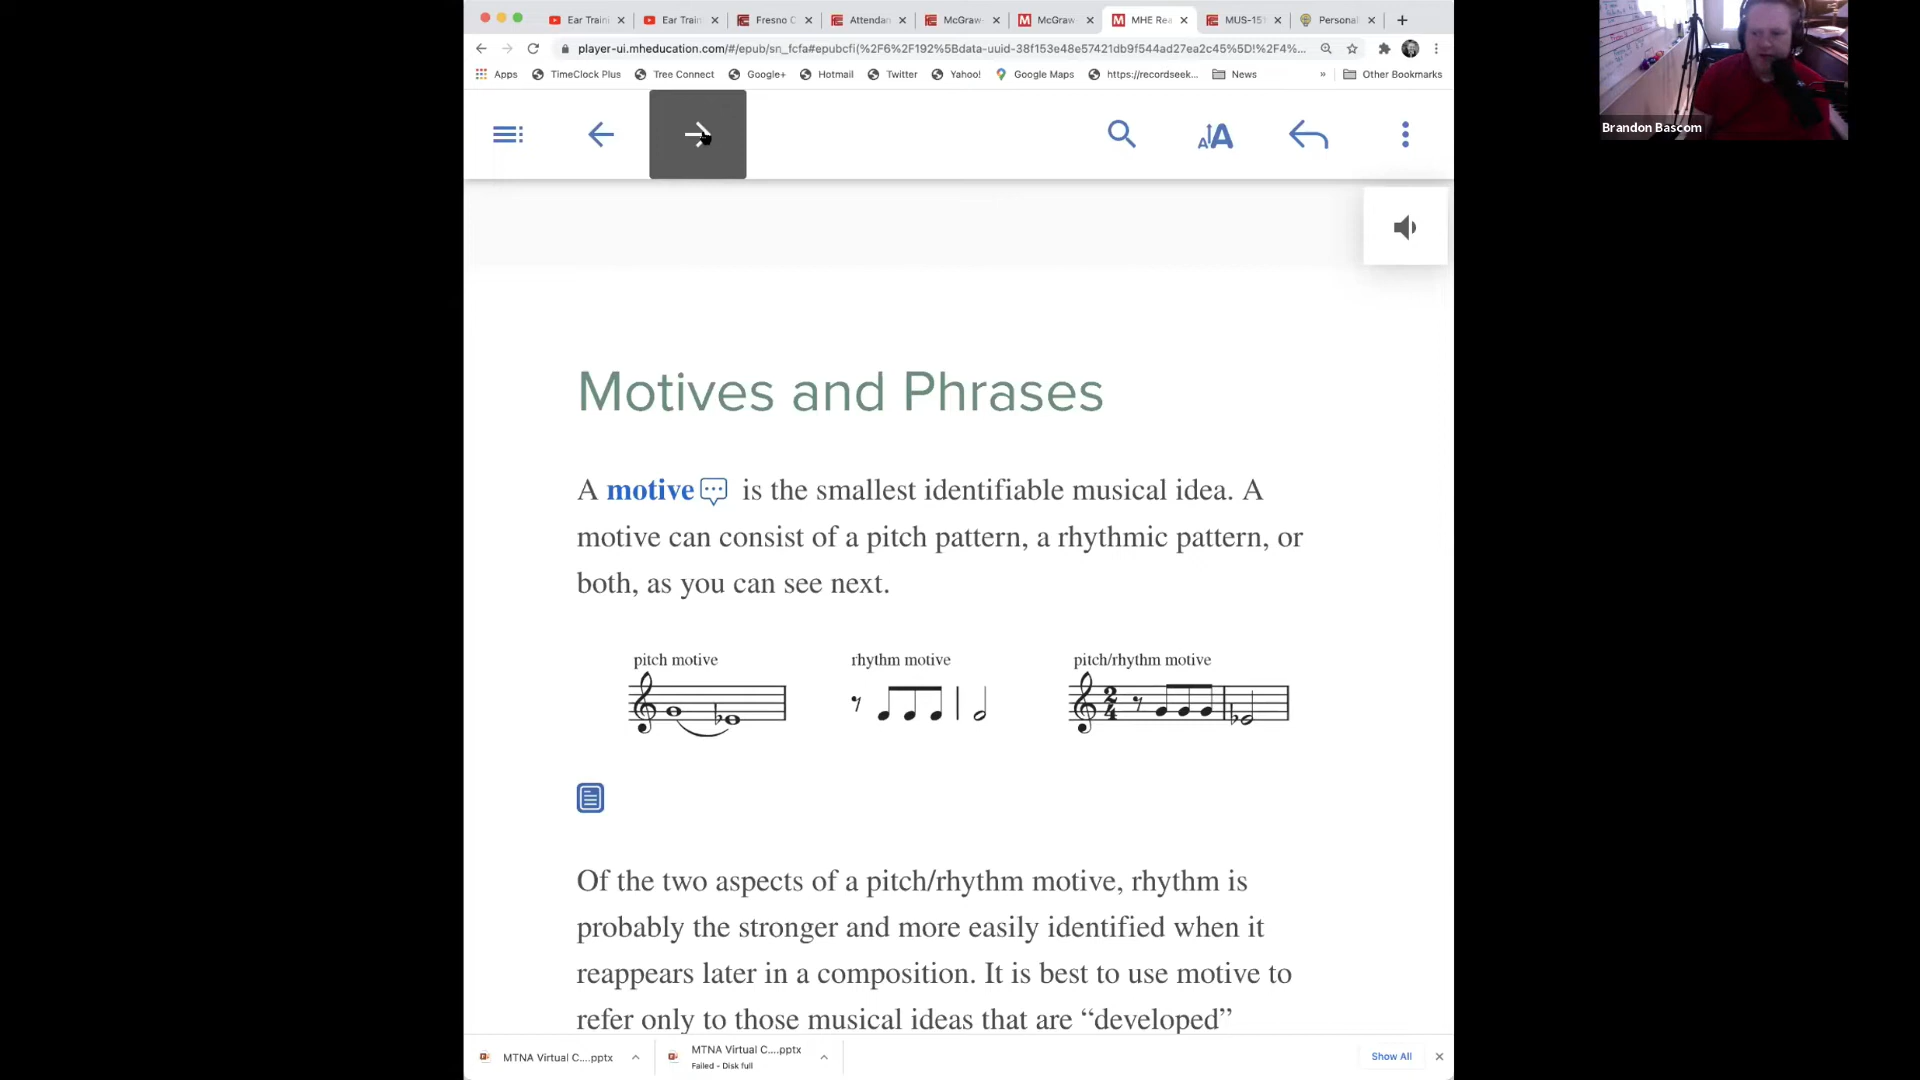 Ear Traini
Ear Train
Fresno C
Attendan
McGraw-
McGraw
MHE Rea
MUS-151
Personal
player-ui.mheducation.com/#/epub/sn_fcfa#epubcfi(%2F6%2F192%5Bdata-uuid-38f153e48e57421db9f544ad27ea2c45%5D!%2F4%...
Apps
TimeClock Plus
Tree Connect
Google+
Hotmail
Twitter
Yahoo!
Google Maps
https://recordseek...
News
»
Other Bookmarks
Brandon Bascom
Motives and Phrases
A motive is the smallest identifiable musical idea. A
motive can consist of a pitch pattern, a rhythmic pattern, or
both, as you can see next.
pitch motive
rhythm motive
pitch/rhythm motive
2
4
Of the two aspects of a pitch/rhythm motive, rhythm is
probably the stronger and more easily identified when it
reappears later in a composition. It is best to use motive to
refer only to those musical ideas that are “developed”
MTNA Virtual C....pptx
MTNA Virtual C....pptx
Failed - Disk full
Show All